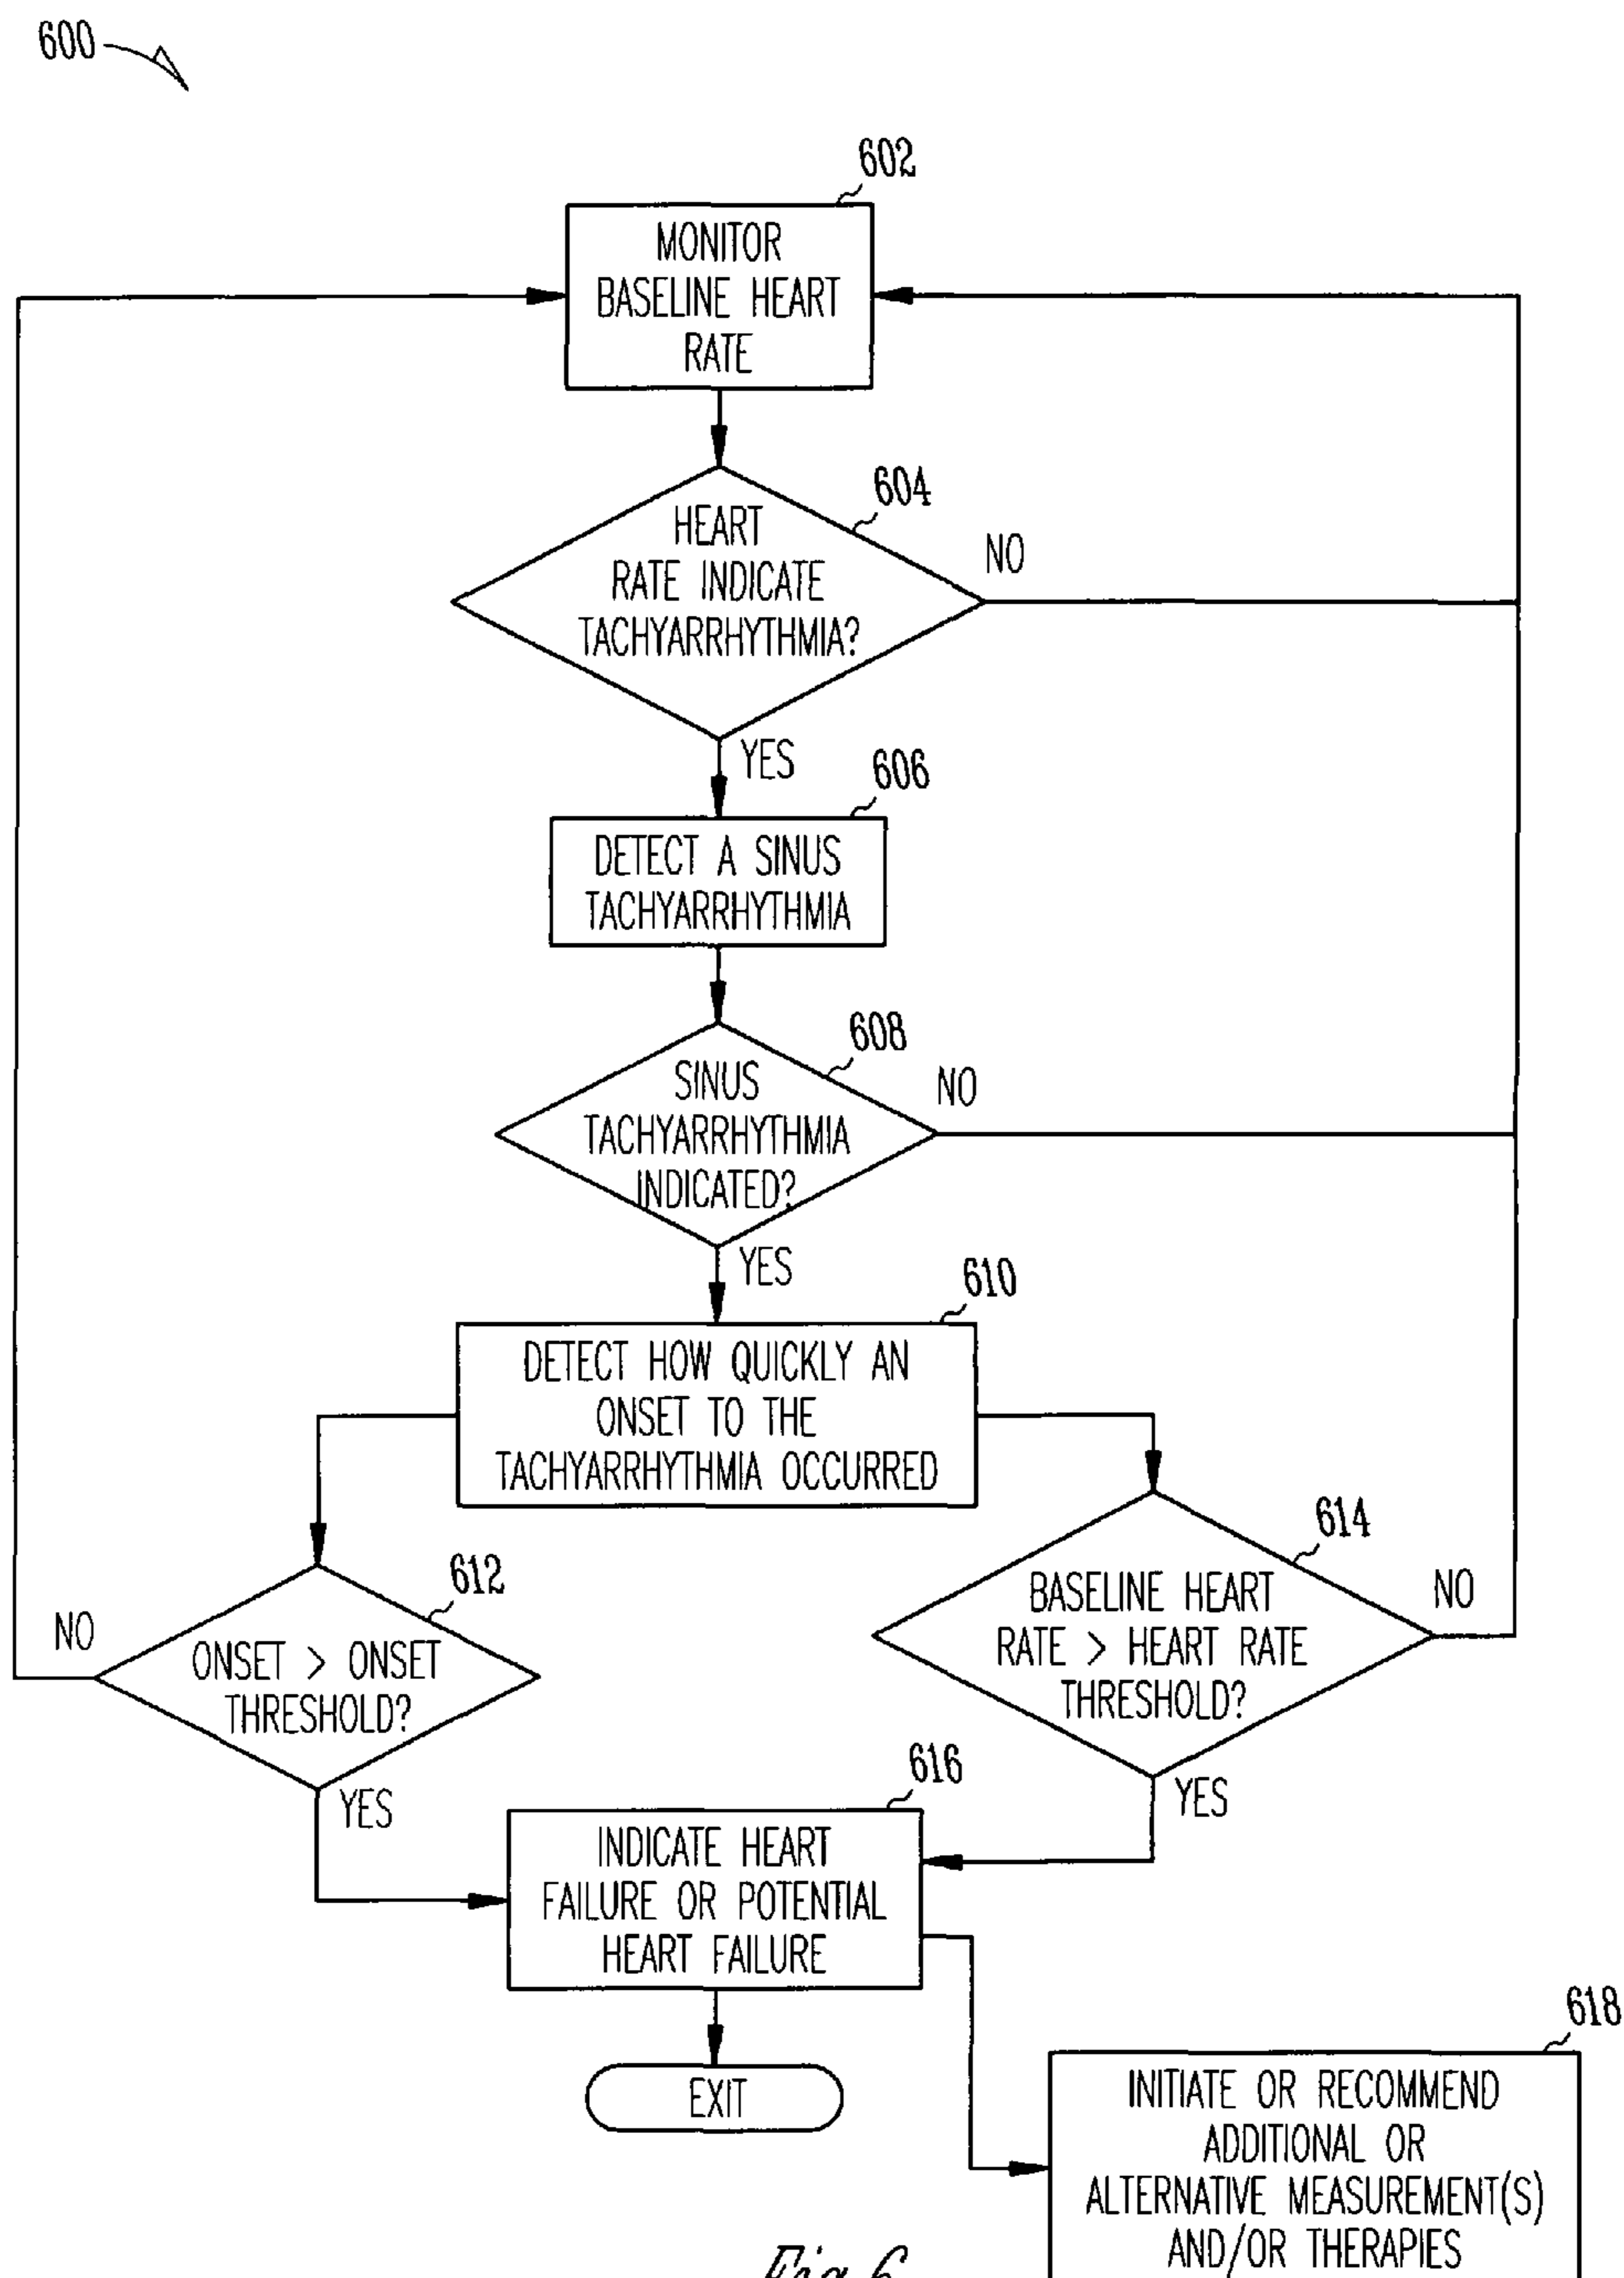 600
602
MONITOR
BASELINE HEART
RATE
604
HEART
RATE INDICATE
TACHYARRHYTHMIA?
NO
YES
606
DETECT A SINUS
TACHYARRHYTHMIA
608
SINUS
TACHYARRHYTHMIA
INDICATED?
NO
YES
610
DETECT HOW QUICKLY AN
ONSET TO THE
TACHYARRHYTHMIA OCCURRED
612
ONSET > ONSET
THRESHOLD?
NO
YES
614
BASELINE HEART
RATE > HEART RATE
THRESHOLD?
NO
YES
616
INDICATE HEART
FAILURE OR POTENTIAL
HEART FAILURE
EXIT
618
INITIATE OR RECOMMEND
ADDITIONAL OR
ALTERNATIVE MEASUREMENT(S)
AND/OR THERAPIES
Fig. 6